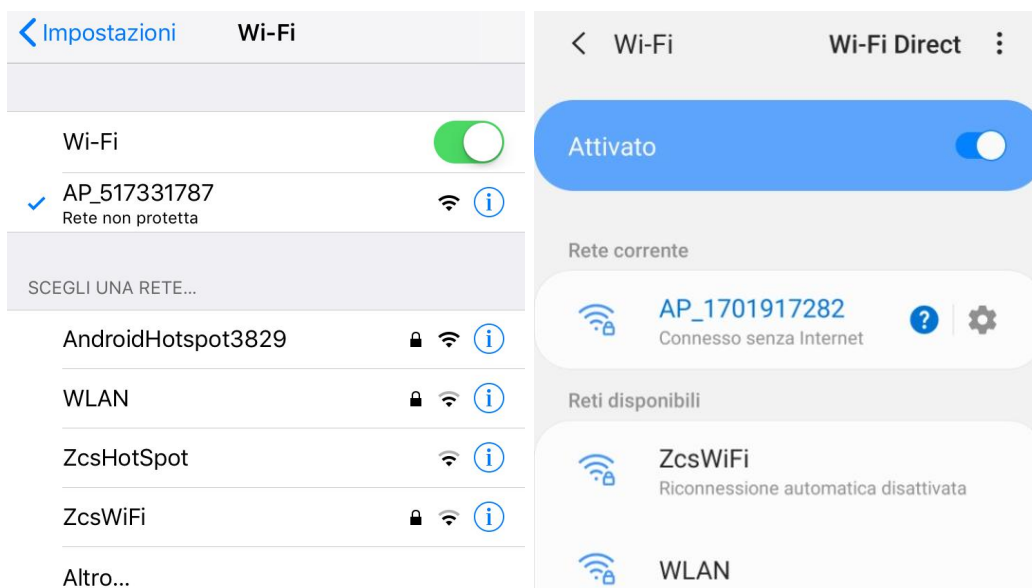 Impostazioni Wi-Fi
Wi-Fi
AP_517331787
Rete non protetta
SCEGLI UNA RETE...
AndroidHotspot3829
WLAN
ZcsHotSpot
ZcsWiFi
Altro...
Wi-Fi Wi-Fi Direct
Attivato
Rete corrente
AP_1701917282
Connesso senza Internet
Reti disponibili
ZcsWiFi
Riconnessione automatica disattivata
WLAN